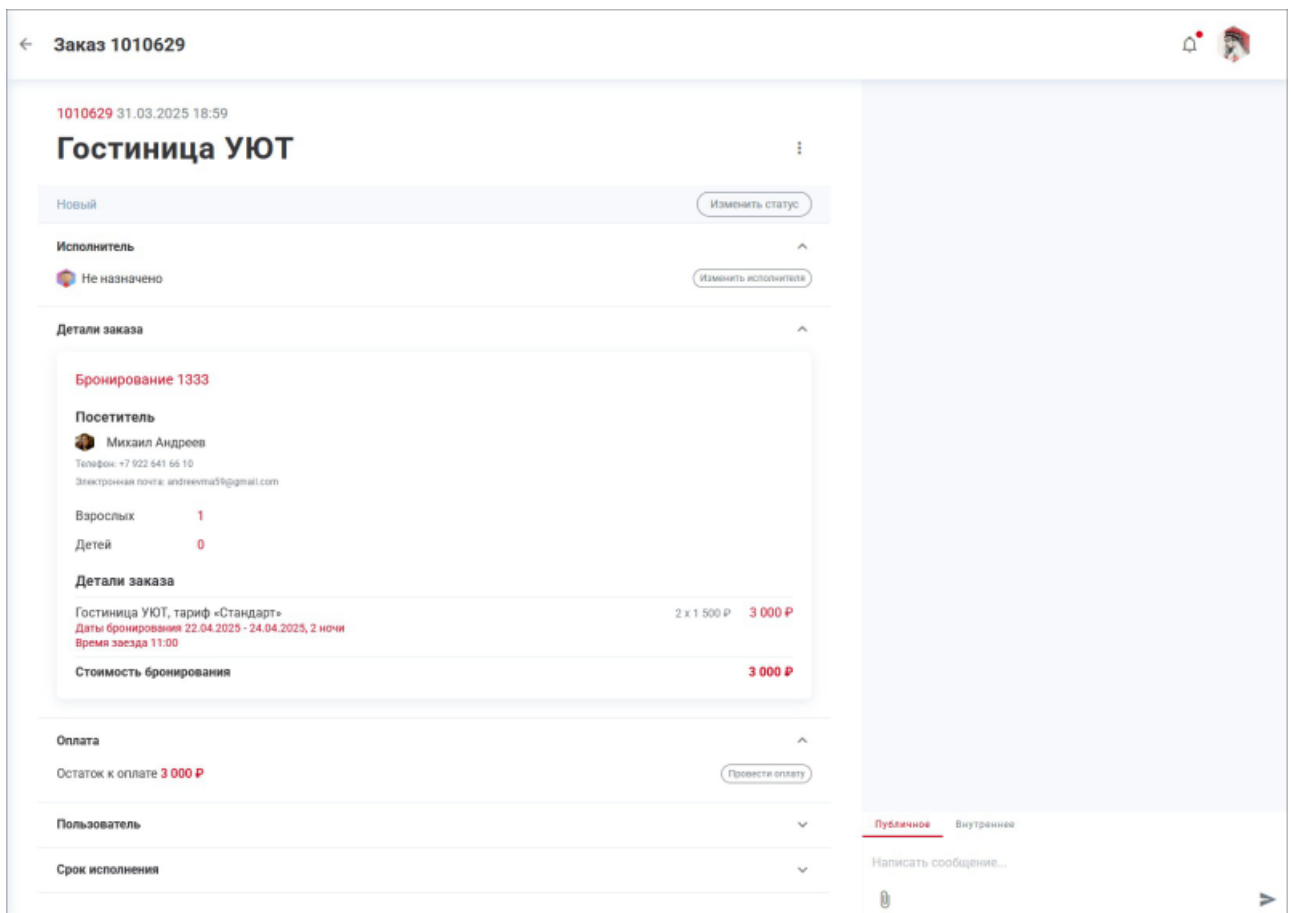 Заказ 1010629
1010629 31.03.2025 18:59
Гостиница УЮТ
Новый
Изменить статус
Исполнитель
Не назначено
Изменить исполнителя
Детали заказа
Бронирование 1333
Посетитель
Михаил Андреев
Телефон: +7 922 641 66 10
Электронная почта: andreevma59@gmail.com
Взрослых 1
Детей 0
Детали заказа
Гостиница УЮТ, тариф «Стандарт» 2 x 1 500 ₽ 3 000 ₽
Даты бронирования 22.04.2025 - 24.04.2025, 2 ночи
Время заезда 11:00
Стоимость бронирования 3 000 ₽
Оплата
Остаток к оплате 3 000 ₽
Провести оплату
Пользователь
Срок исполнения
Публичное Внутреннее
Написать сообщение...